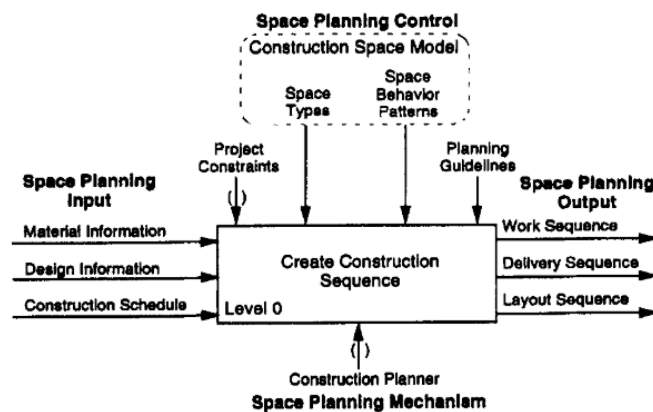 Space Planning Control
Construction Space Model
Space
Types
Space
Behavior
Patterns
Project
Constraints
Planning
Guidelines
Space Planning
Input
Space Planning
Output
( )
Material Information
Design Information
Construction Schedule
Create Construction
Sequence
Level 0
Work Sequence
Delivery Sequence
Layout Sequence
( )
Construction Planner
Space Planning Mechanism